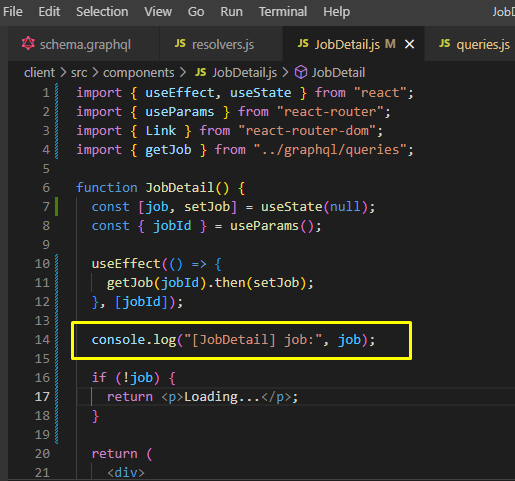 File Edit Selection View Go Run Terminal Help JobD
schema.graphql JS resolvers.js JS JobDetail.js M × JS queries.js
client > src > components > JS JobDetail.js > JobDetail
1 import { useEffect, useState } from "react";
2 import { useParams } from "react-router";
3 import { Link } from "react-router-dom";
4 import { getJob } from "../graphql/queries";
5
6 function JobDetail() {
7 const [job, setJob] = useState(null);
8 const { jobId } = useParams();
9
10 useEffect(() => {
11 getJob(jobId).then(setJob);
12 }, [jobId]);
13
14 console.log("[JobDetail] job:", job);
15
16 if (!job) {
17 return <p>Loading...</p>;
18 }
19
20 return (
21 <div>